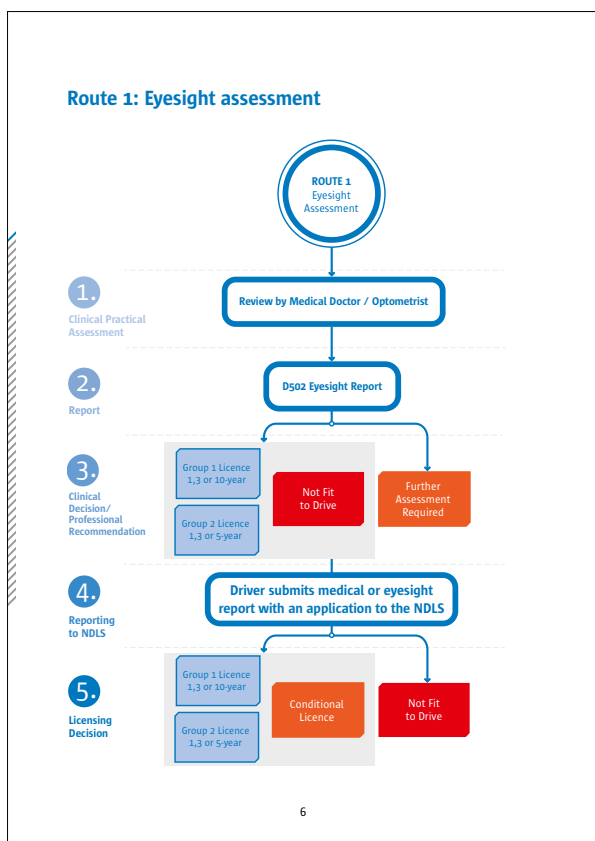 Route 1: Eyesight assessment
ROUTE 1
Eyesight
Assessment
1.
Clinical Practical
Assessment
Review by Medical Doctor / Optometrist
2.
Report
D502 Eyesight Report
3.
Clinical
Decision/
Professional
Recommendation
Group 1 Licence
1,3 or 10-year
Group 2 Licence
1,3 or 5-year
Not Fit
to Drive
Further
Assessment
Required
4.
Reporting
to NDLS
Driver submits medical or eyesight
report with an application to the NDLS
5.
Licensing
Decision
Group 1 Licence
1,3 or 10-year
Group 2 Licence
1,3 or 5-year
Conditional
Licence
Not Fit
to Drive
6